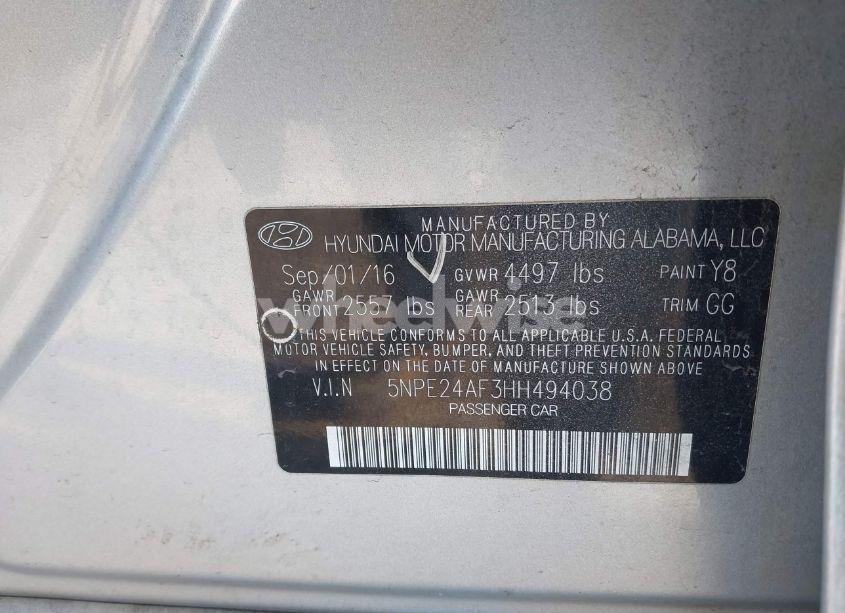 MANUFACTURED BY
HYUNDAI MOTOR MANUFACTURING ALABAMA, LLC
Sep/01/16 GVWR 4497 lbs PAINT Y8
GAWR FRONT 2557 lbs GAWR REAR 2513 lbs TRIM GG
wheelwise
THIS VEHICLE CONFORMS TO ALL APPLICABLE U.S.A. FEDERAL
MOTOR VEHICLE SAFETY, BUMPER, AND THEFT PREVENTION STANDARDS
IN EFFECT ON THE DATE OF MANUFACTURE SHOWN ABOVE
V.I.N 5NPE24AF3HH494038
PASSENGER CAR